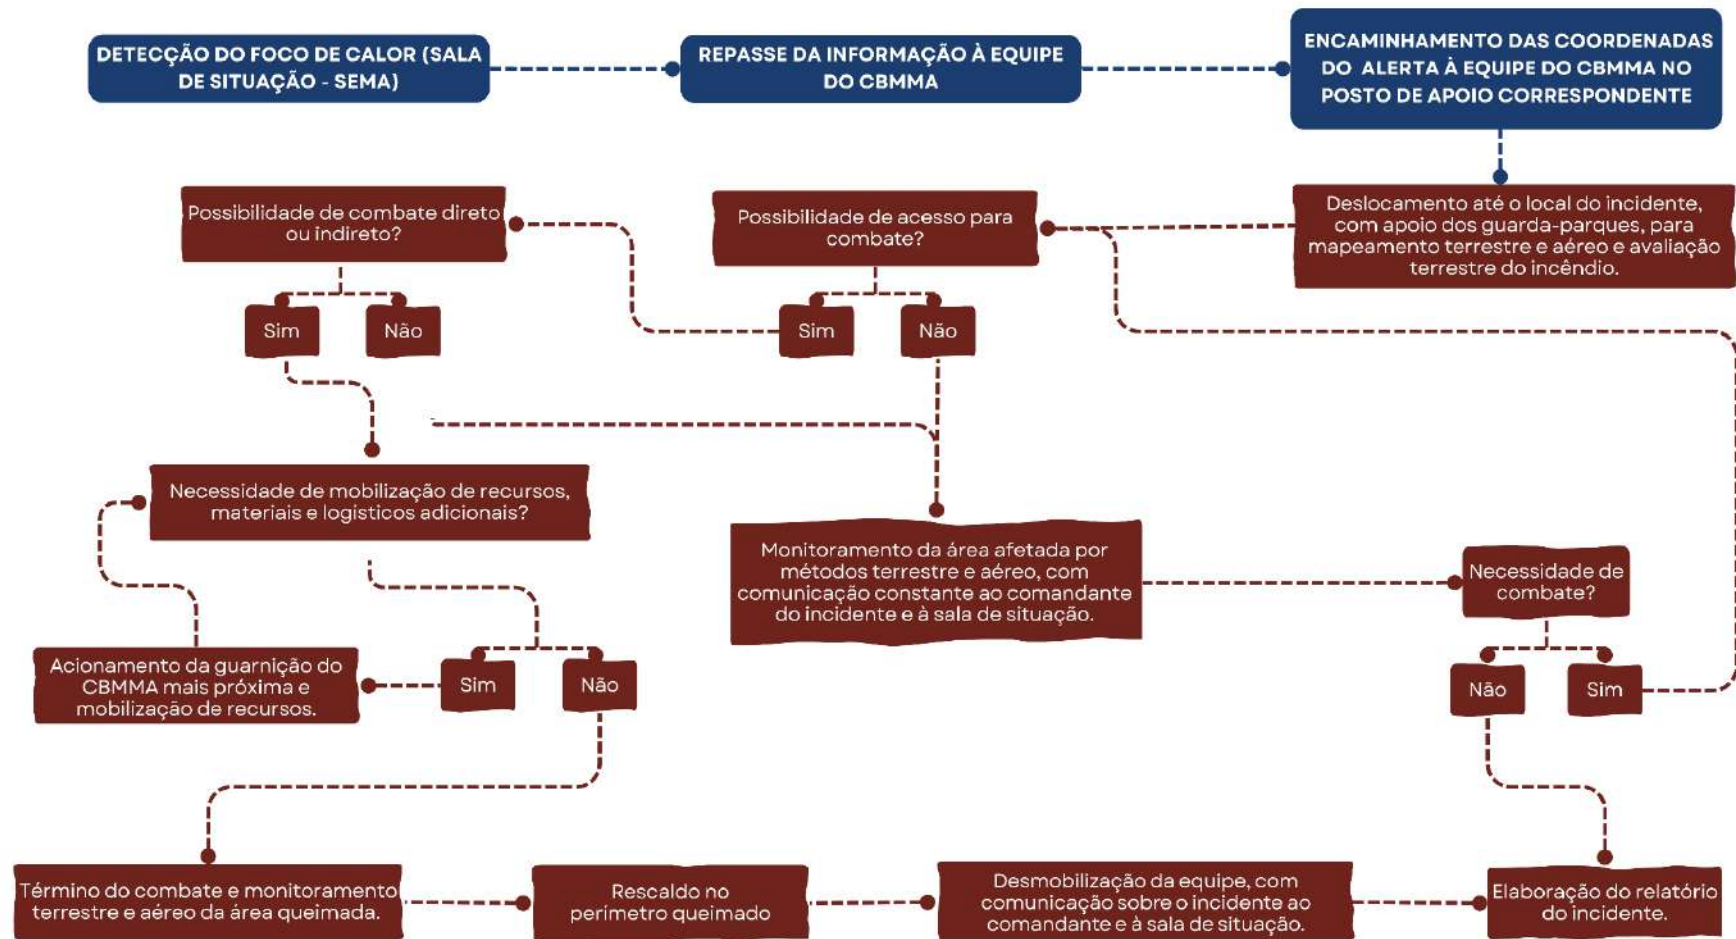 DETECÇÃO DO FOCO DE CALOR (SALA
DE SITUAÇÃO - SEMA)
REPASSE DA INFORMAÇÃO À EQUIPE
DO CBMMA
ENCAMINHAMENTO DAS COORDENADAS
DO ALERTA À EQUIPE DO CBMMA NO
POSTO DE APOIO CORRESPONDENTE
Deslocamento até o local do incidente,
com apoio dos guarda-parques, para
mapeamento terrestre e aéreo e avaliação
terrestre do incêndio.
Possibilidade de acesso para
combate?
Sim
Não
Possibilidade de combate direto
ou indireto?
Sim
Não
Necessidade de mobilização de recursos,
materiais e logísticos adicionais?
Sim
Não
Acionamento da guarnição do
CBMMA mais próxima e
mobilização de recursos.
Monitoramento da área afetada por
métodos terrestre e aéreo, com
comunicação constante ao comandante
do incidente e à sala de situação.
Necessidade de
combate?
Não
Sim
Término do combate e monitoramento
terrestre e aéreo da área queimada.
Rescaldo no
perímetro queimado
Desmobilização da equipe, com
comunicação sobre o incidente ao
comandante e à sala de situação.
Elaboração do relatório
do incidente.